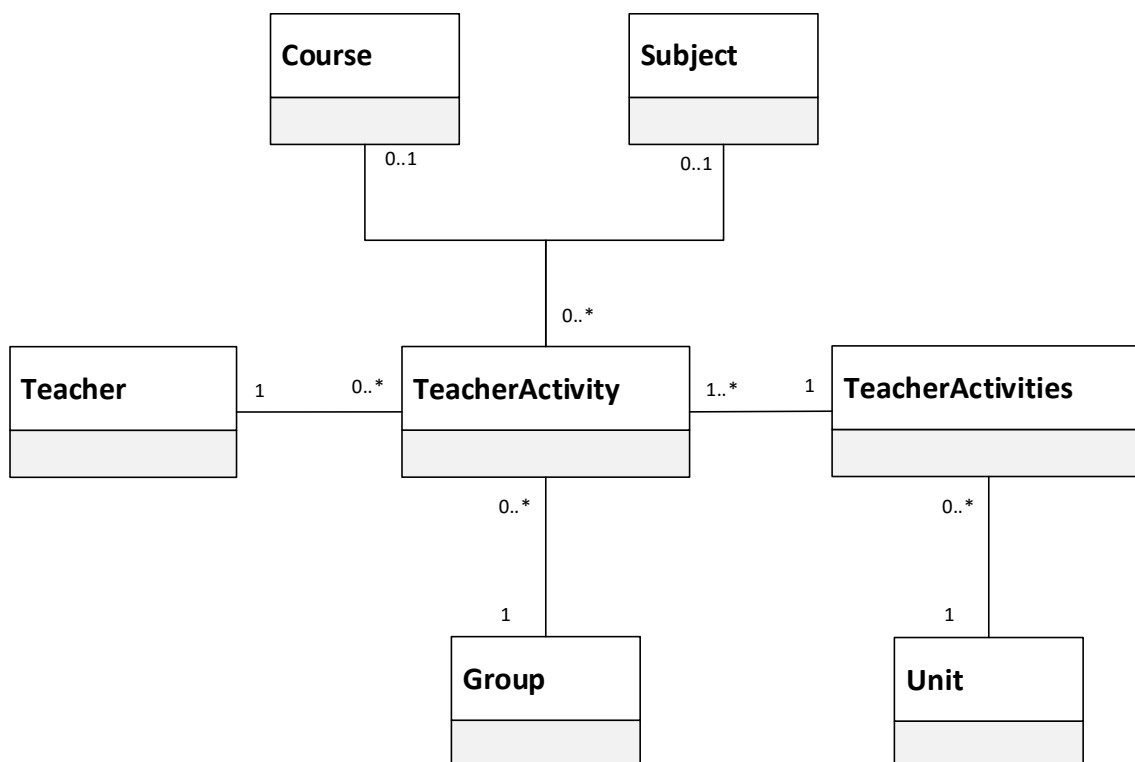 Course
Subject
0..1
0..1
0..*
Teacher
1
0..*
TeacherActivity
1..*
1
TeacherActivities
0..*
0..*
1
1
Group
Unit